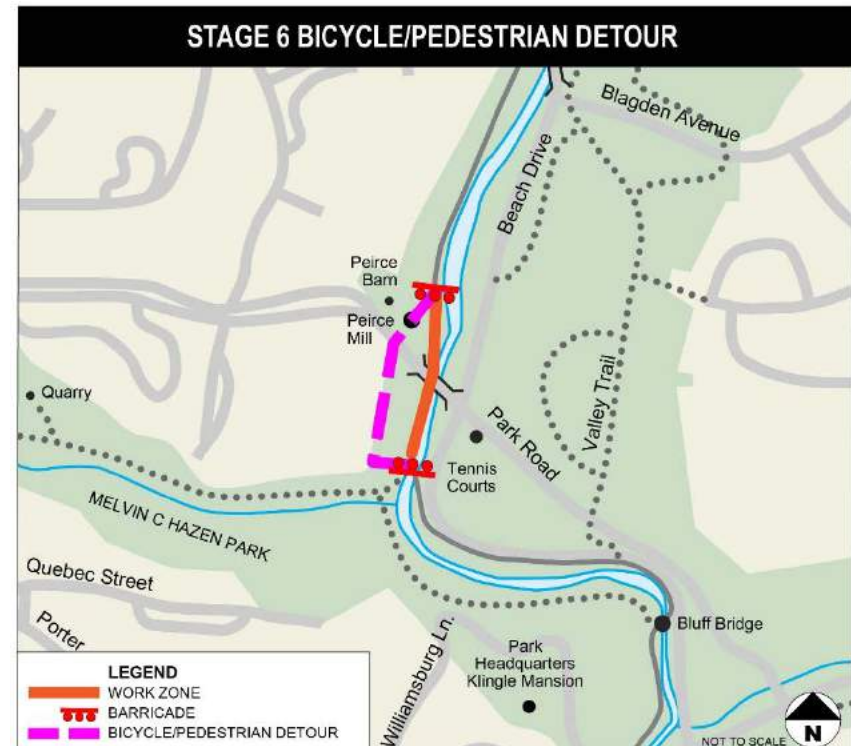 STAGE 6 BICYCLE/PEDESTRIAN DETOUR
Blagden Avenue
Beach Drive
Peirce
Barn
Peirce
Mill
Quarry
Valley Trail
Park Road
Tennis
Courts
MELVIN C HAZEN PARK
Quebec Street
Porter
Williamsburg Ln.
Bluff Bridge
Park
Headquarters
Klingle Mansion
LEGEND
WORK ZONE
BARRICADE
BICYCLE/PEDESTRIAN DETOUR
NOT TO SCALE
N